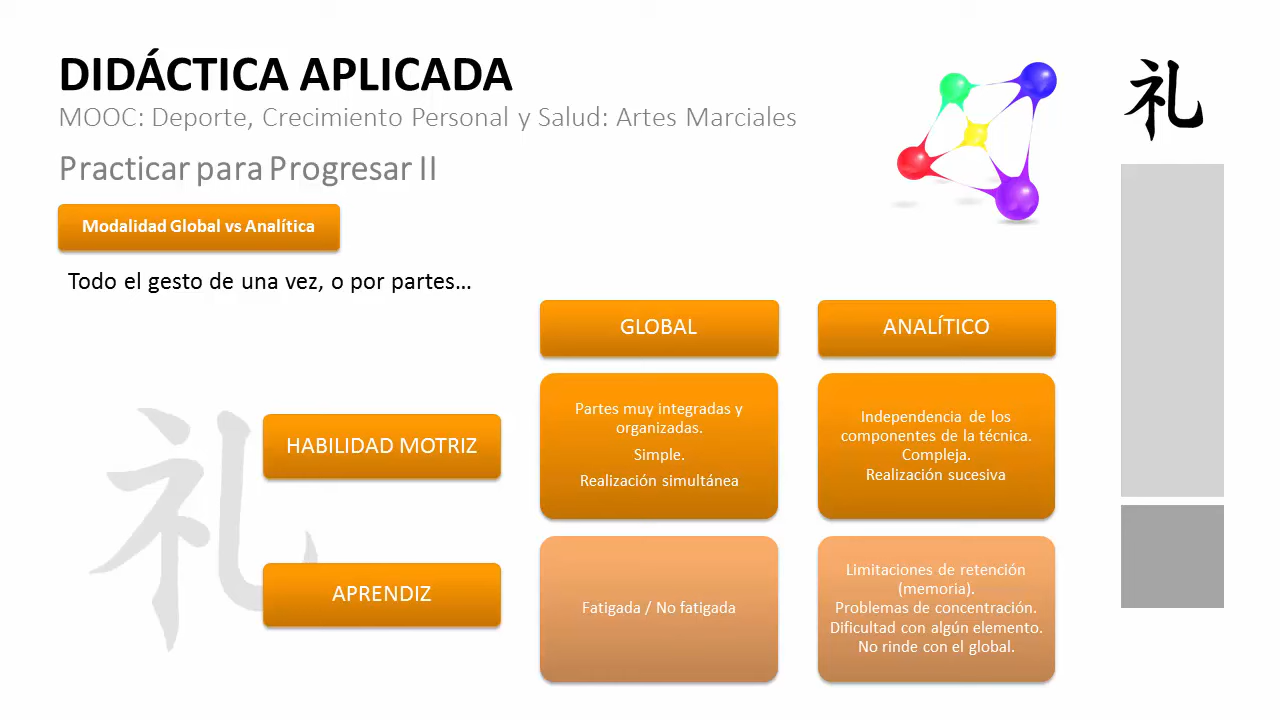 DIDÁCTICA APLICADA
MOOC: Deporte, Crecimiento Personal y Salud: Artes Marciales
Practicar para Progresar II
礼
Modalidad Global vs Analítica
Todo el gesto de una vez, o por partes…
GLOBAL
ANALÍTICO
礼
HABILIDAD MOTRIZ
Partes muy integradas y
organizadas.
Simple.
Realización simultánea
Independencia de los
componentes de la técnica.
Compleja.
Realización sucesiva
APRENDIZ
Fatigada / No fatigada
Limitaciones de retención
(memoria).
Problemas de concentración.
Dificultad con algún elemento.
No rinde con el global.